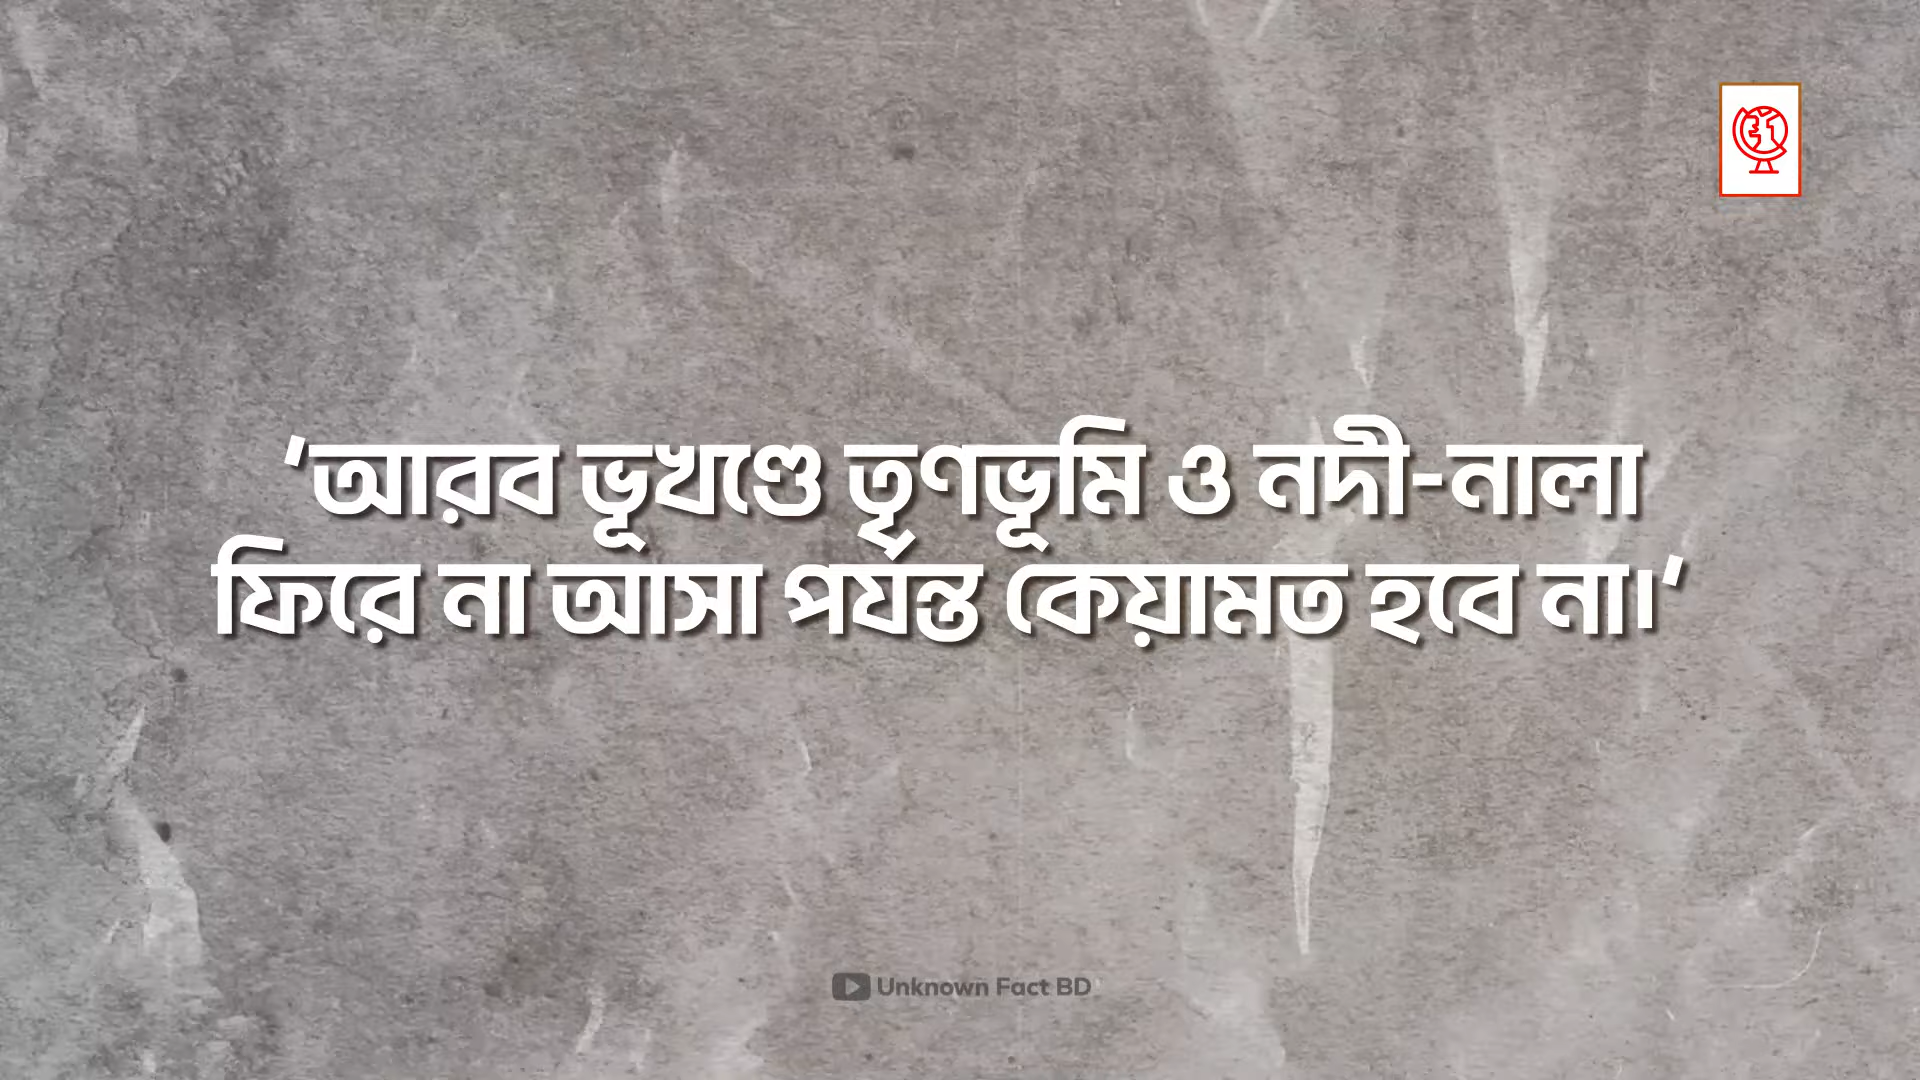 ‘আরব ভূখণ্ডে তৃণভূমি ও নদী-নালা
ফিরে না আসা পর্যন্ত কেয়ামত হবে না।’
Unknown Fact BD